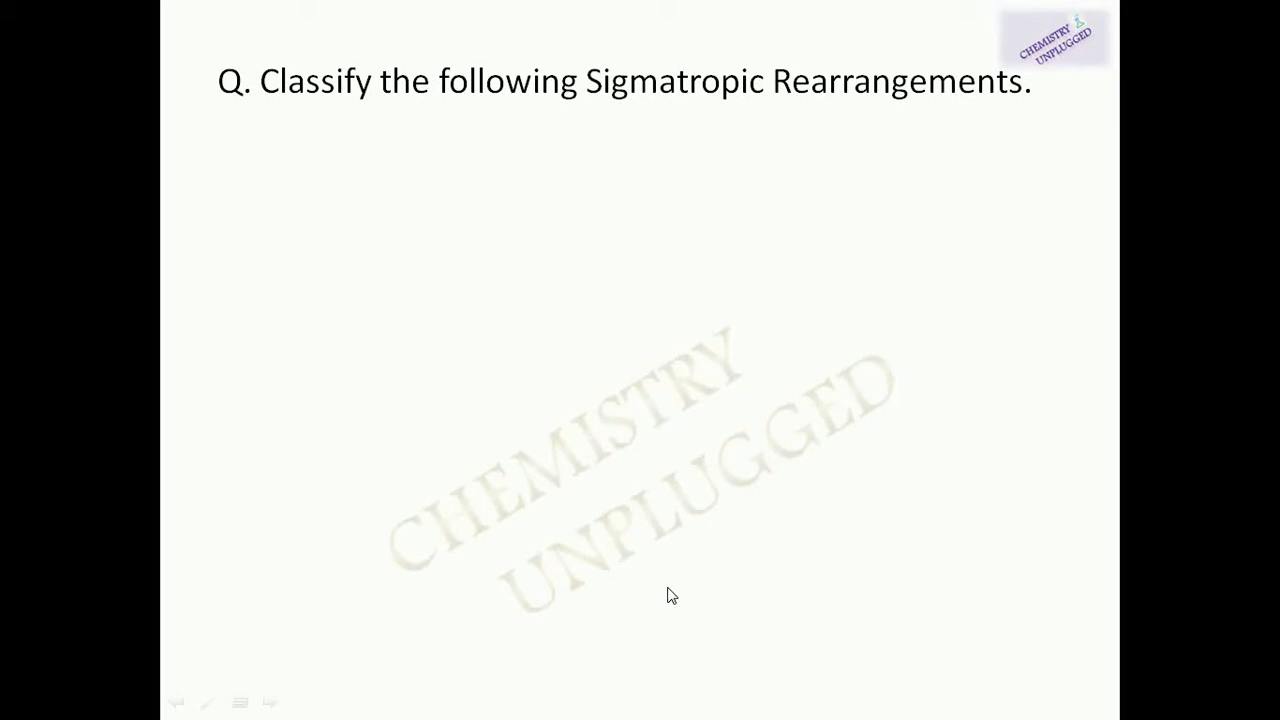 CHEMISTRY
UNPLUGGED
Q. Classify the following Sigmatropic Rearrangements.
CHEMISTRY
UNPLUGGED